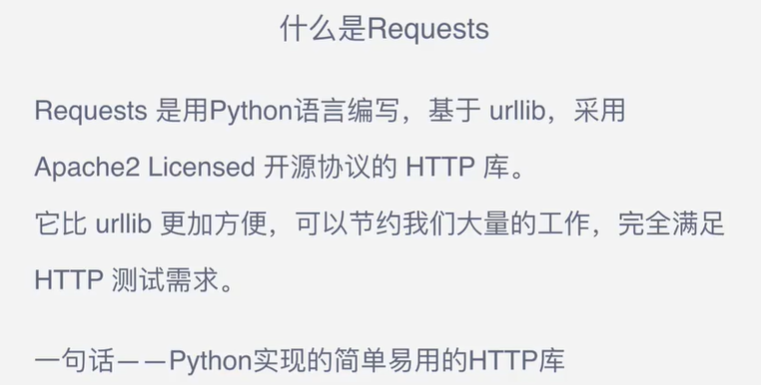 什么是Requests
Requests 是用Python语言编写，基于 urllib，采用
Apache2 Licensed 开源协议的 HTTP 库。
它比 urllib 更加方便，可以节约我们大量的工作，完全满足
HTTP 测试需求。
一句话——Python实现的简单易用的HTTP库